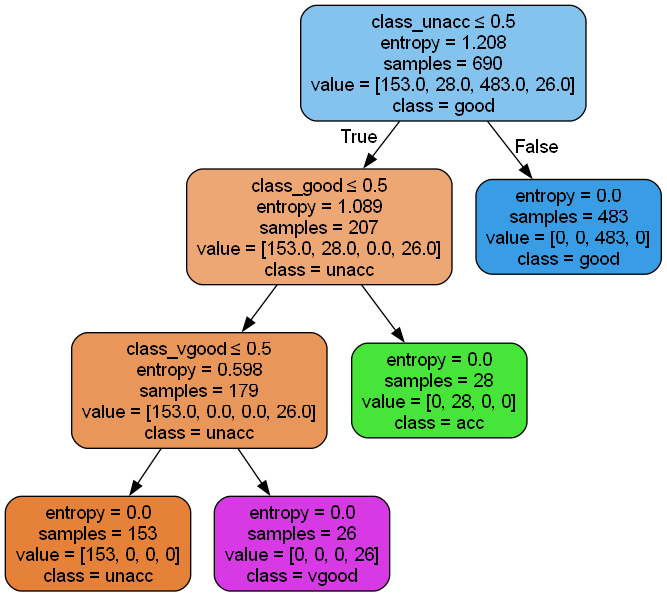 class_unacc ≤ 0.5
entropy = 1.208
samples = 690
value = [153.0, 28.0, 483.0, 26.0]
class = good
True
False
class_good ≤ 0.5
entropy = 1.089
samples = 207
value = [153.0, 28.0, 0.0, 26.0]
class = unacc
entropy = 0.0
samples = 483
value = [0, 0, 483, 0]
class = good
class_vgood ≤ 0.5
entropy = 0.598
samples = 179
value = [153.0, 0.0, 0.0, 26.0]
class = unacc
entropy = 0.0
samples = 28
value = [0, 28, 0, 0]
class = acc
entropy = 0.0
samples = 153
value = [153, 0, 0, 0]
class = unacc
entropy = 0.0
samples = 26
value = [0, 0, 0, 26]
class = vgood